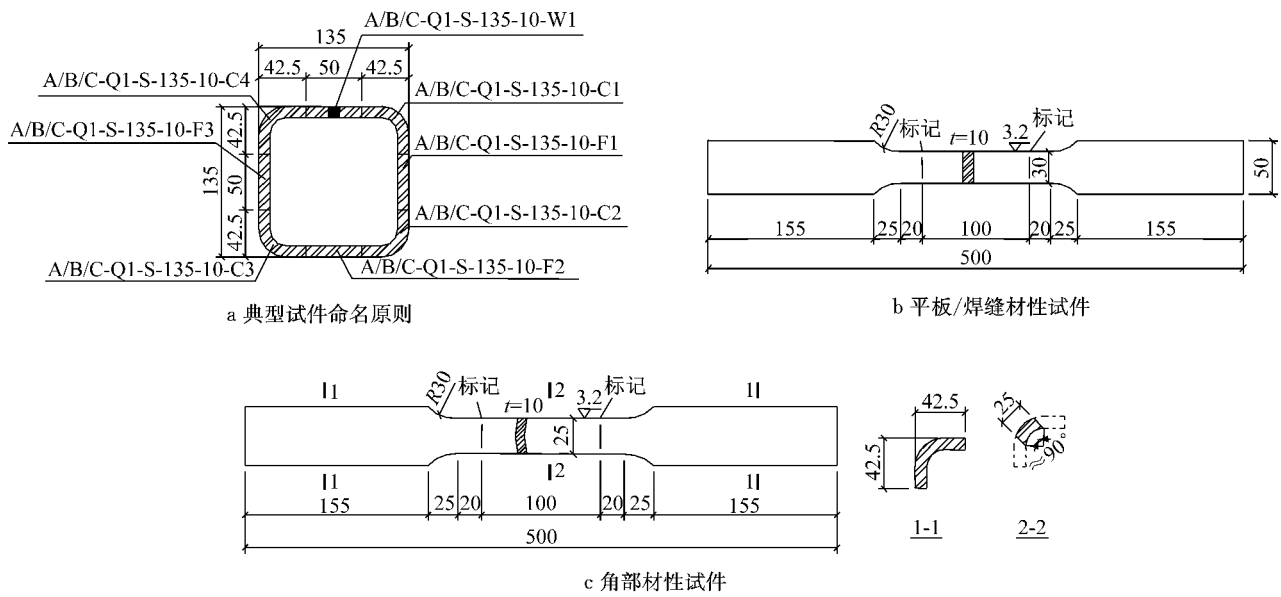 A/B/C-Q1-S-135-10-W1
135
42.5 50 42.5
A/B/C-Q1-S-135-10-C4
A/B/C-Q1-S-135-10-C1
A/B/C-Q1-S-135-10-F3
A/B/C-Q1-S-135-10-F1
135
42.5 50 42.5
A/B/C-Q1-S-135-10-C2
A/B/C-Q1-S-135-10-C3
A/B/C-Q1-S-135-10-F2
a 典型试件命名原则
R30 标记 t=10 3.2 标记
30
50
155 25 20 100 20 25 155
500
b 平板/焊缝材性试件
1 R30 标记 t=10 2 3.2 标记 1
25
1 2 1
155 25 20 100 20 25 155
500
42.5
42.5
1-1
25
≈90°
2-2
c 角部材性试件